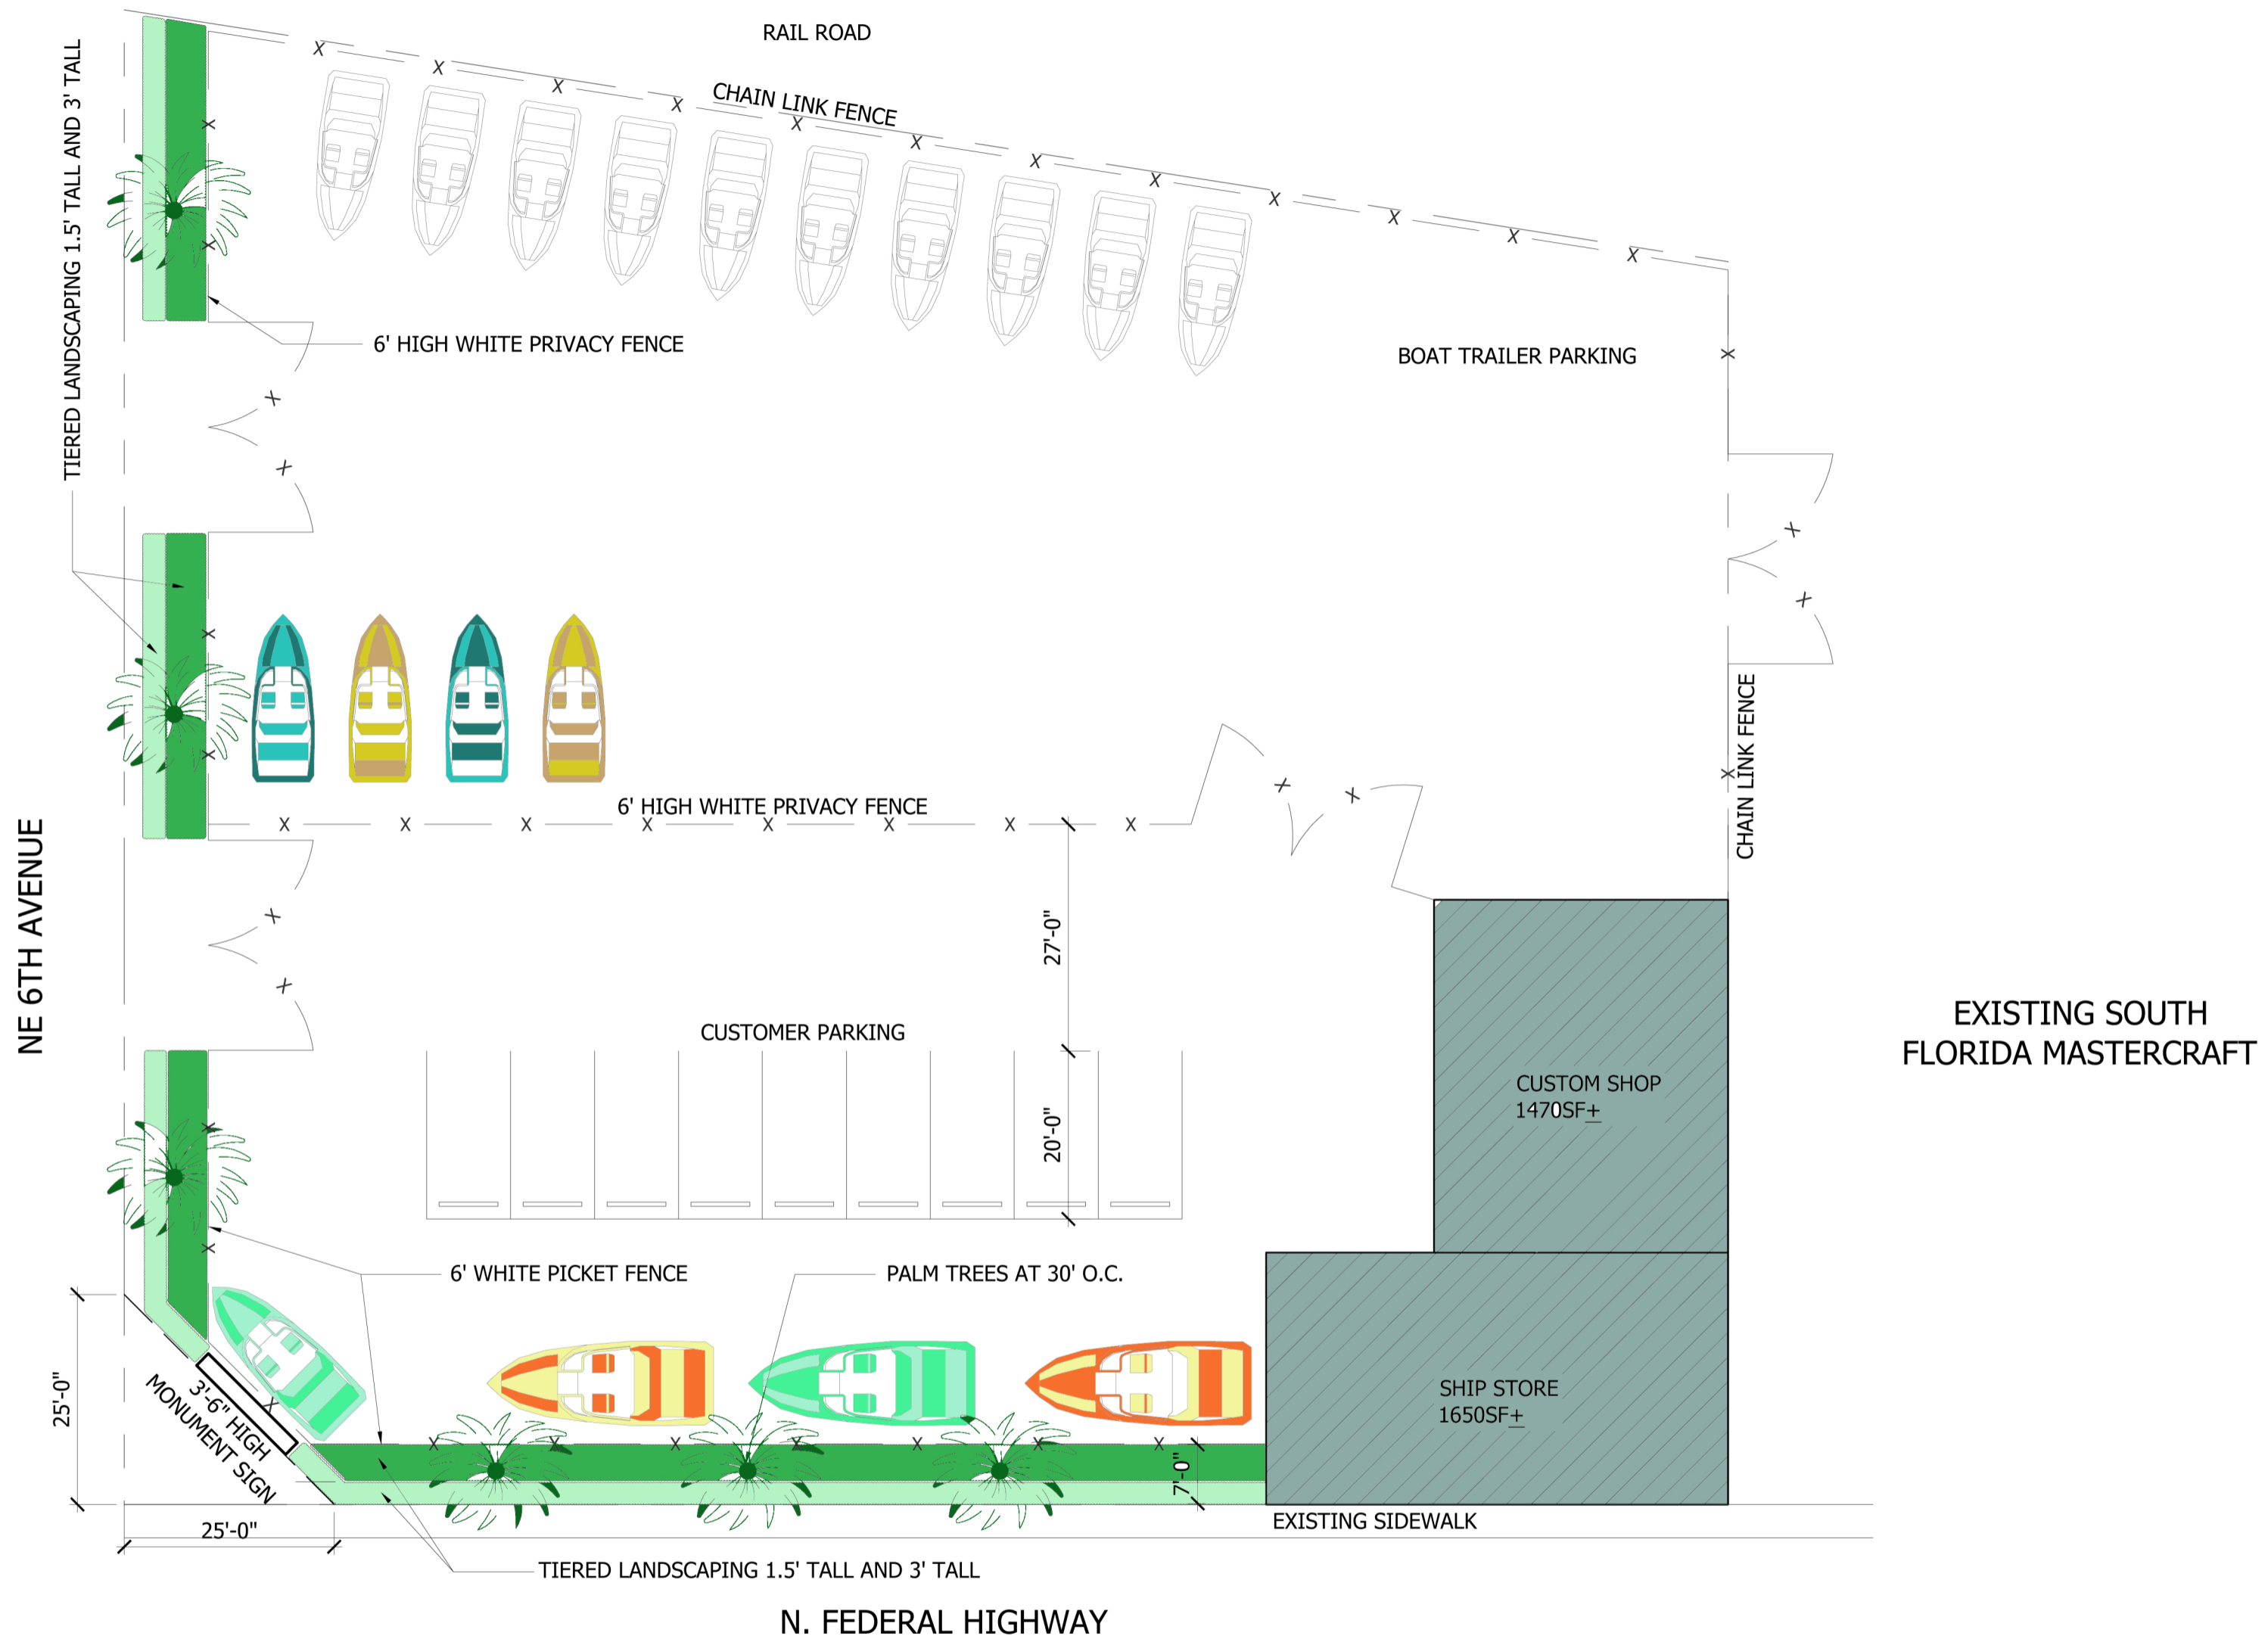 RAIL ROAD
CHAIN LINK FENCE
TIERED LANDSCAPING 1.5' TALL AND 3' TALL
6' HIGH WHITE PRIVACY FENCE
BOAT TRAILER PARKING
CHAIN LINK FENCE
6' HIGH WHITE PRIVACY FENCE
NE 6TH AVENUE
27'-0"
EXISTING SOUTH
FLORIDA MASTERCRAFT
CUSTOMER PARKING
CUSTOM SHOP
1470SF±
20'-0"
6' WHITE PICKET FENCE
PALM TREES AT 30' O.C.
25'-0"
3'-6" HIGH
MONUMENT SIGN
SHIP STORE
1650SF±
7'-0"
25'-0"
EXISTING SIDEWALK
TIERED LANDSCAPING 1.5' TALL AND 3' TALL
N. FEDERAL HIGHWAY